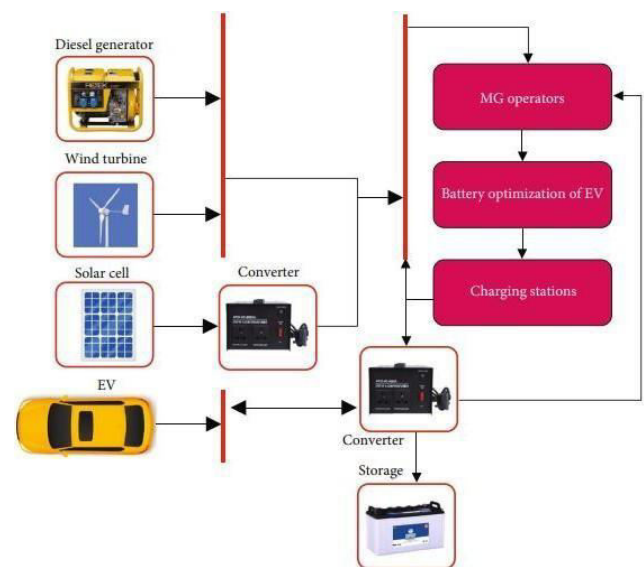 Diesel generator
Wind turbine
Solar cell
Converter
EV
MG operators
Battery optimization of EV
Charging stations
Converter
Storage